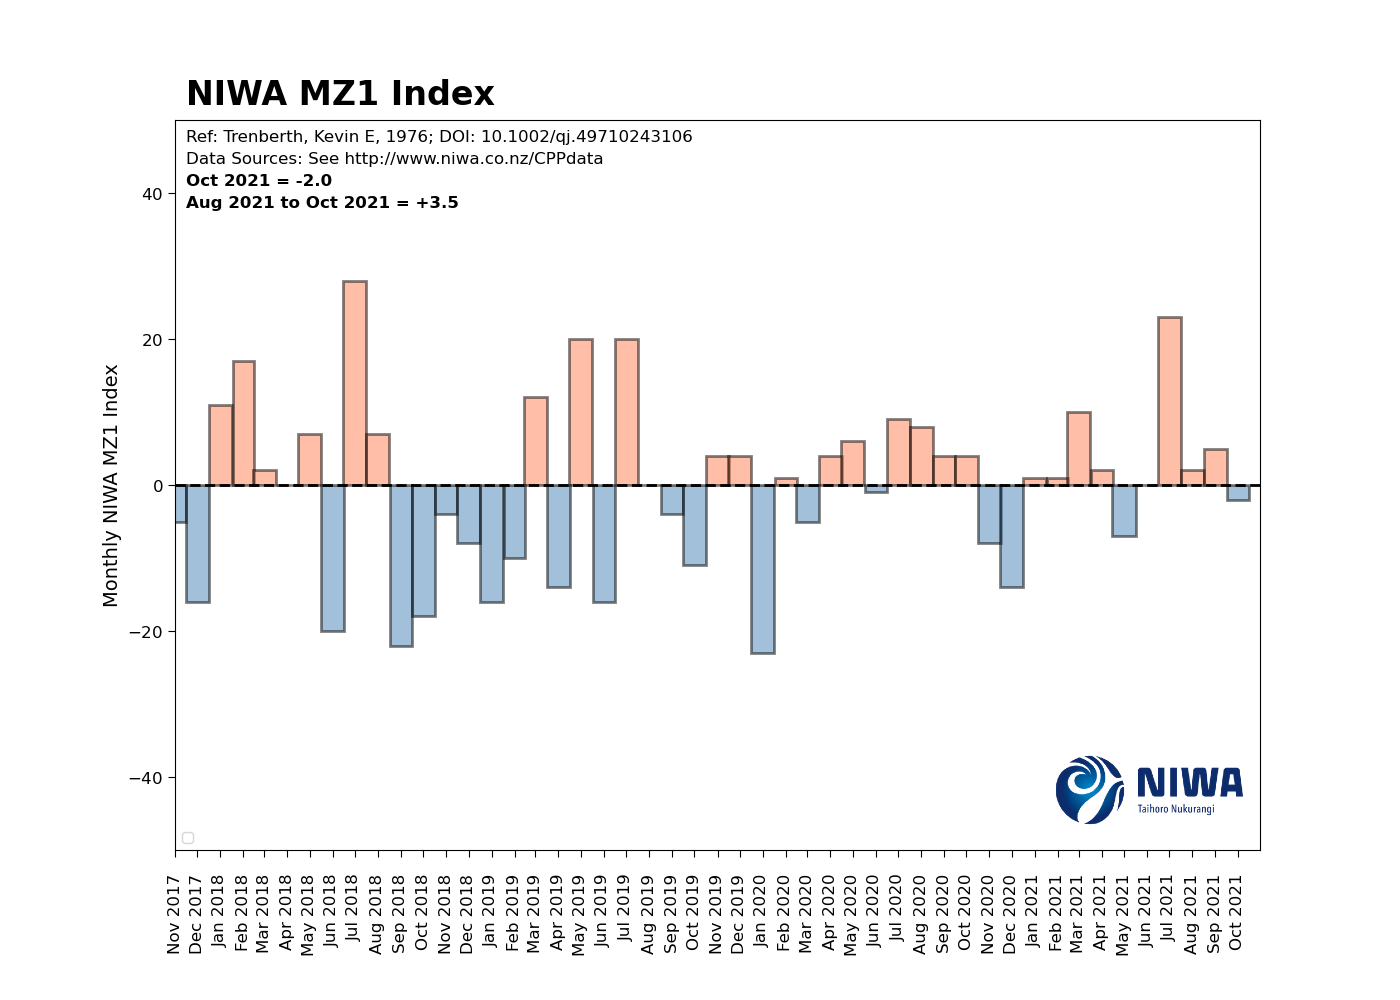 NIWA MZ1 Index
Ref: Trenberth, Kevin E, 1976; DOI: 10.1002/qj.49710243106
Data Sources: See http://www.niwa.co.nz/CPPdata
Oct 2021 = -2.0
Aug 2021 to Oct 2021 = +3.5
Monthly NIWA MZ1 Index
40
20
0
−20
−40
NIWA
Taihoro Nukurangi
Nov 2017
Dec 2017
Jan 2018
Feb 2018
Mar 2018
Apr 2018
May 2018
Jun 2018
Jul 2018
Aug 2018
Sep 2018
Oct 2018
Nov 2018
Dec 2018
Jan 2019
Feb 2019
Mar 2019
Apr 2019
May 2019
Jun 2019
Jul 2019
Aug 2019
Sep 2019
Oct 2019
Nov 2019
Dec 2019
Jan 2020
Feb 2020
Mar 2020
Apr 2020
May 2020
Jun 2020
Jul 2020
Aug 2020
Sep 2020
Oct 2020
Nov 2020
Dec 2020
Jan 2021
Feb 2021
Mar 2021
Apr 2021
May 2021
Jun 2021
Jul 2021
Aug 2021
Sep 2021
Oct 2021